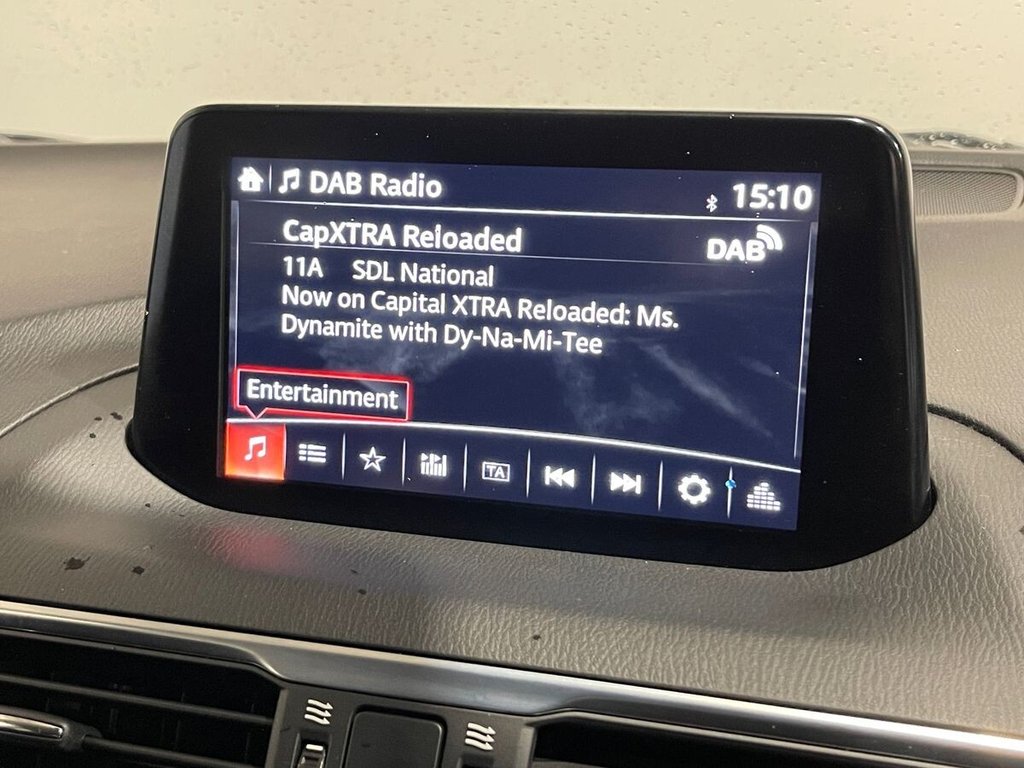 DAB Radio
15:10
CapXTRA Reloaded
DAB
11A SDL National
Now on Capital XTRA Reloaded: Ms.
Dynamite with Dy-Na-Mi-Tee
Entertainment
TA